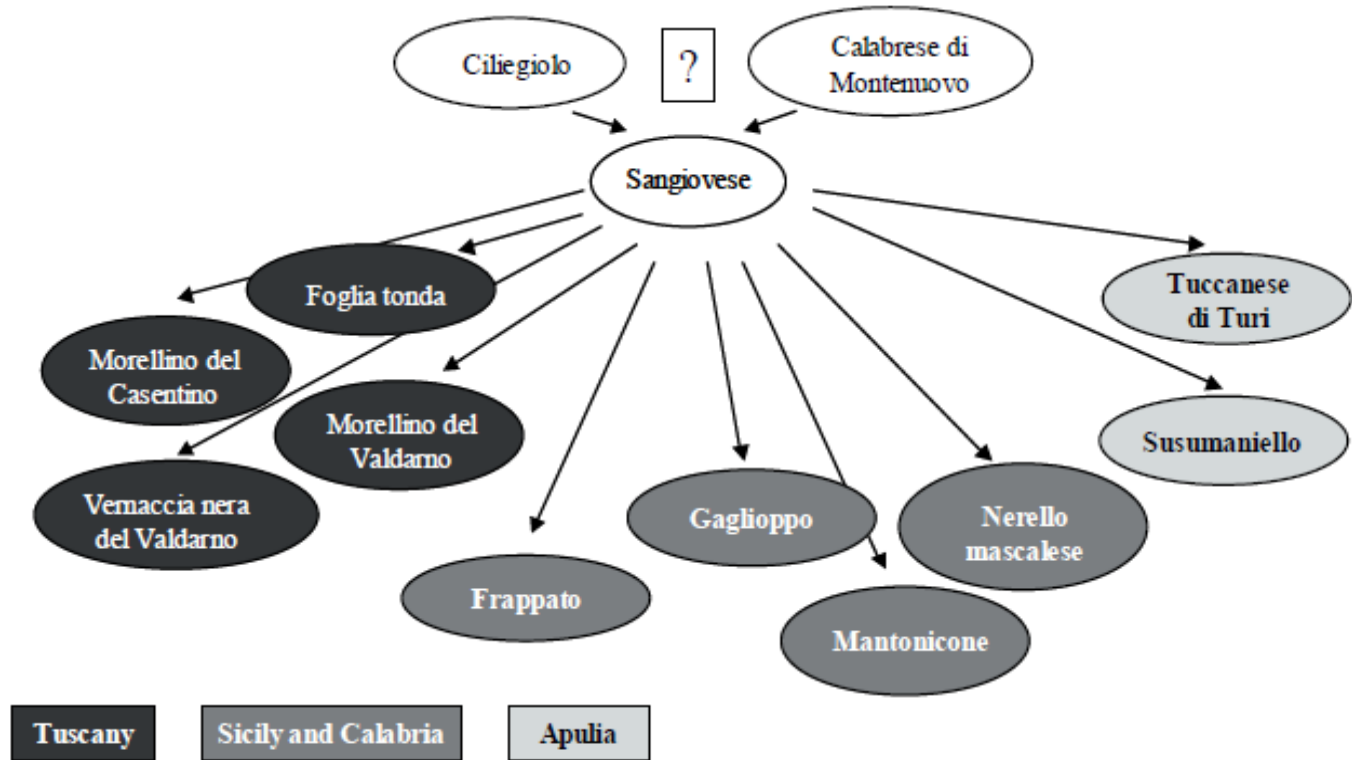 Ciliegiolo
?
Calabrese di
Montenuovo
Sangiovese
Foglia tonda
Tuccanese
di Turi
Morellino del
Casentino
Morellino del
Valdarno
Susumaniello
Vernaccia nera
del Valdarno
Gaglioppo
Nerello
mascalese
Frappato
Mantonicone
Tuscany
Sicily and Calabria
Apulia